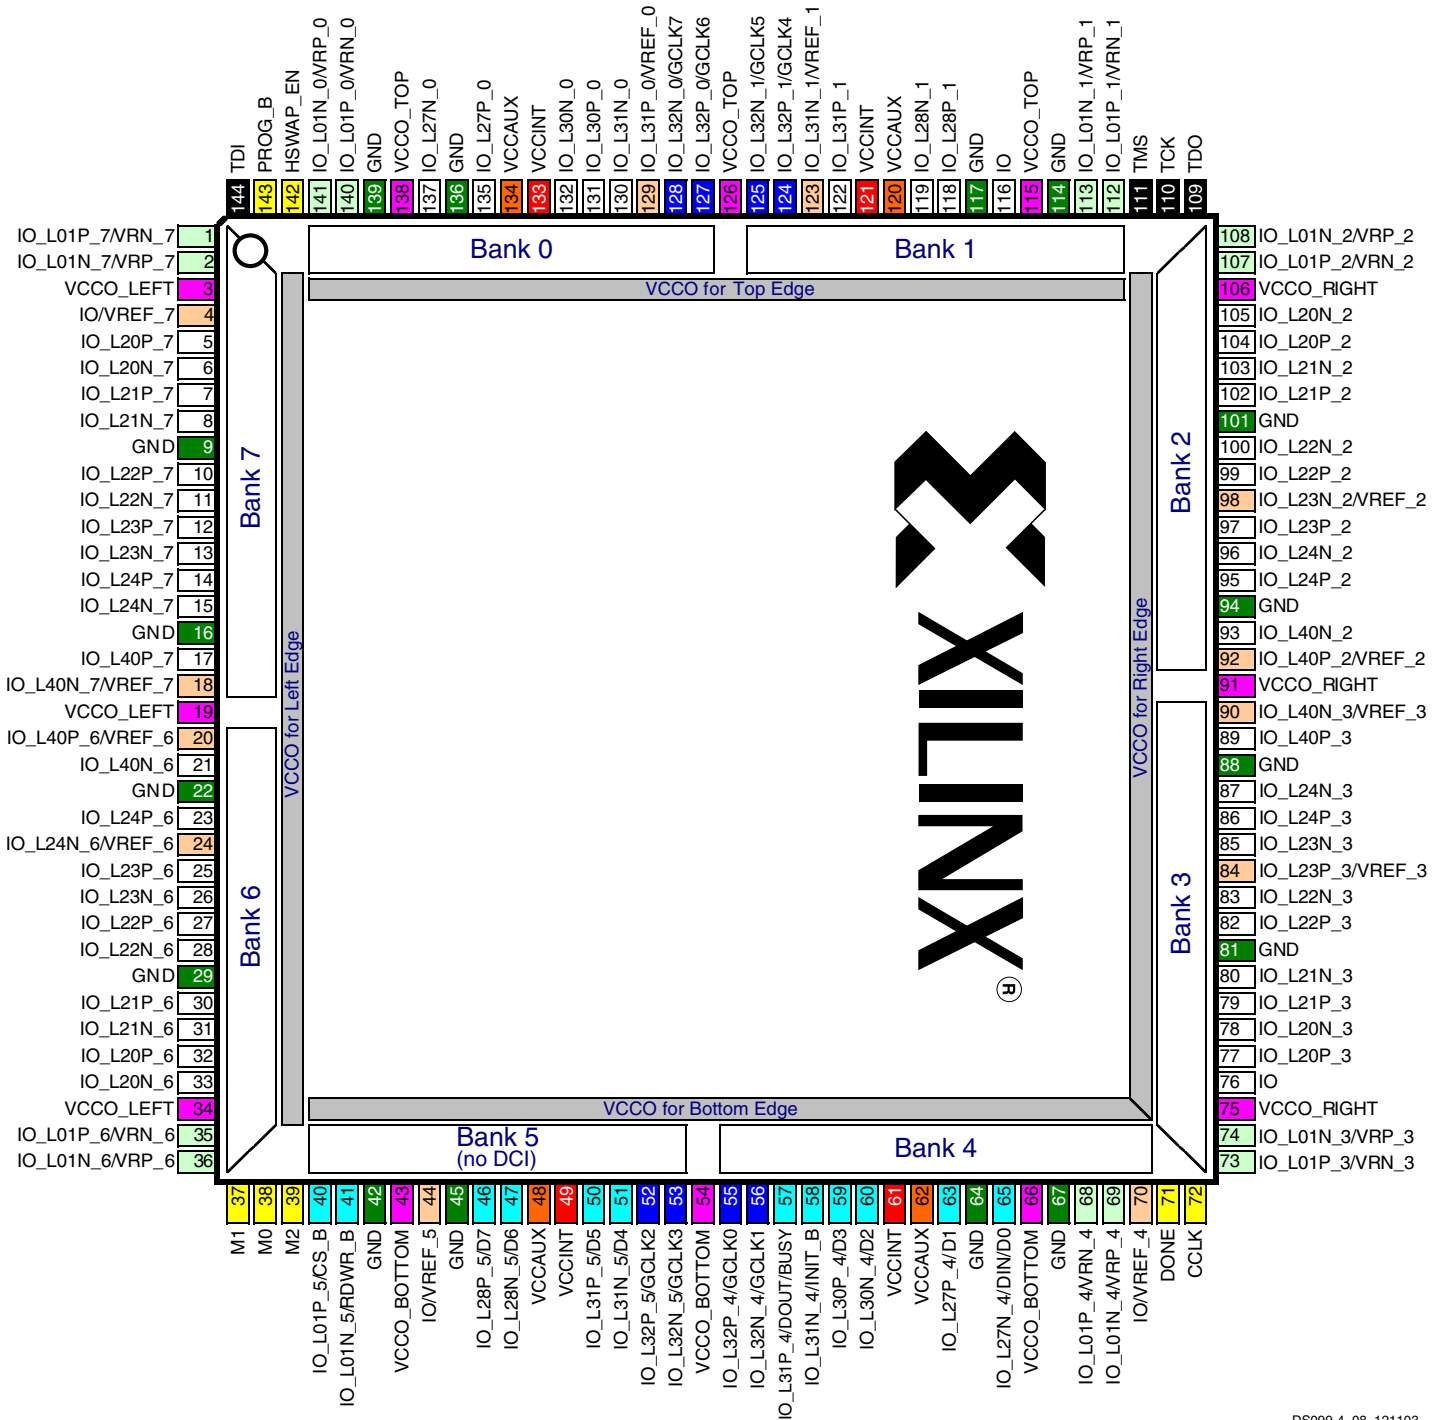 144 TDI
143 PROG_B
142 HSWAP_EN
141 IO_L01N_0/VRP_0
140 IO_L01P_0/VRN_0
139 GND
138 VCCO_TOP
137 IO_L27N_0
136 GND
135 IO_L27P_0
134 VCCAUX
133 VCCINT
132 IO_L30N_0
131 IO_L30P_0
130 IO_L31N_0
129 IO_L31P_0/VREF_0
128 IO_L32N_0/GCLK7
127 IO_L32P_0/GCLK6
126 VCCO_TOP
125 IO_L32N_1/GCLK5
124 IO_L32P_1/GCLK4
123 IO_L31N_1/VREF_1
122 IO_L31P_1
121 VCCINT
120 VCCAUX
119 IO_L28N_1
118 IO_L28P_1
117 GND
116 IO
115 VCCO_TOP
114 GND
113 IO_L01N_1/VRP_1
112 IO_L01P_1/VRN_1
111 TMS
110 TCK
109 TDO
IO_L01P_7/VRN_7 1
IO_L01N_7/VRP_7 2
VCCO_LEFT 3
IO/VREF_7 4
IO_L20P_7 5
IO_L20N_7 6
IO_L21P_7 7
IO_L21N_7 8
GND 9
IO_L22P_7 10
IO_L22N_7 11
IO_L23P_7 12
IO_L23N_7 13
IO_L24P_7 14
IO_L24N_7 15
GND 16
IO_L40P_7 17
IO_L40N_7/VREF_7 18
VCCO_LEFT 19
IO_L40P_6/VREF_6 20
IO_L40N_6 21
GND 22
IO_L24P_6 23
IO_L24N_6/VREF_6 24
IO_L23P_6 25
IO_L23N_6 26
IO_L22P_6 27
IO_L22N_6 28
GND 29
IO_L21P_6 30
IO_L21N_6 31
IO_L20P_6 32
IO_L20N_6 33
VCCO_LEFT 34
IO_L01P_6/VRN_6 35
IO_L01N_6/VRP_6 36
Bank 0
Bank 1
VCCO for Top Edge
Bank 7
Bank 6
VCCO for Left Edge
XILINX
®
VCCO for Right Edge
Bank 2
Bank 3
VCCO for Bottom Edge
Bank 5
(no DCI)
Bank 4
108 IO_L01N_2/VRP_2
107 IO_L01P_2/VRN_2
106 VCCO_RIGHT
105 IO_L20N_2
104 IO_L20P_2
103 IO_L21N_2
102 IO_L21P_2
101 GND
100 IO_L22N_2
99 IO_L22P_2
98 IO_L23N_2/VREF_2
97 IO_L23P_2
96 IO_L24N_2
95 IO_L24P_2
94 GND
93 IO_L40N_2
92 IO_L40P_2/VREF_2
91 VCCO_RIGHT
90 IO_L40N_3/VREF_3
89 IO_L40P_3
88 GND
87 IO_L24N_3
86 IO_L24P_3
85 IO_L23N_3
84 IO_L23P_3/VREF_3
83 IO_L22N_3
82 IO_L22P_3
81 GND
80 IO_L21N_3
79 IO_L21P_3
78 IO_L20N_3
77 IO_L20P_3
76 IO
75 VCCO_RIGHT
74 IO_L01N_3/VRP_3
73 IO_L01P_3/VRN_3
M1 37
M0 38
M2 39
IO_L01P_5/CS_B 40
IO_L01N_5/RDWR_B 41
GND 42
VCCO_BOTTOM 43
IO/VREF_5 44
GND 45
IO_L28P_5/D7 46
IO_L28N_5/D6 47
VCCAUX 48
VCCINT 49
IO_L31P_5/D5 50
IO_L31N_5/D4 51
IO_L32P_5/GCLK2 52
IO_L32N_5/GCLK3 53
VCCO_BOTTOM 54
IO_L32P_4/GCLK0 55
IO_L32N_4/GCLK1 56
IO_L31P_4/DOUT/BUSY 57
IO_L31N_4/INIT_B 58
IO_L30P_4/D3 59
IO_L30N_4/D2 60
VCCINT 61
VCCAUX 62
IO_L27P_4/D1 63
GND 64
IO_L27N_4/DIN/D0 65
VCCO_BOTTOM 66
GND 67
IO_L01P_4/VRN_4 68
IO_L01N_4/VRP_4 69
IO/VREF_4 70
DONE 71
CCLK 72